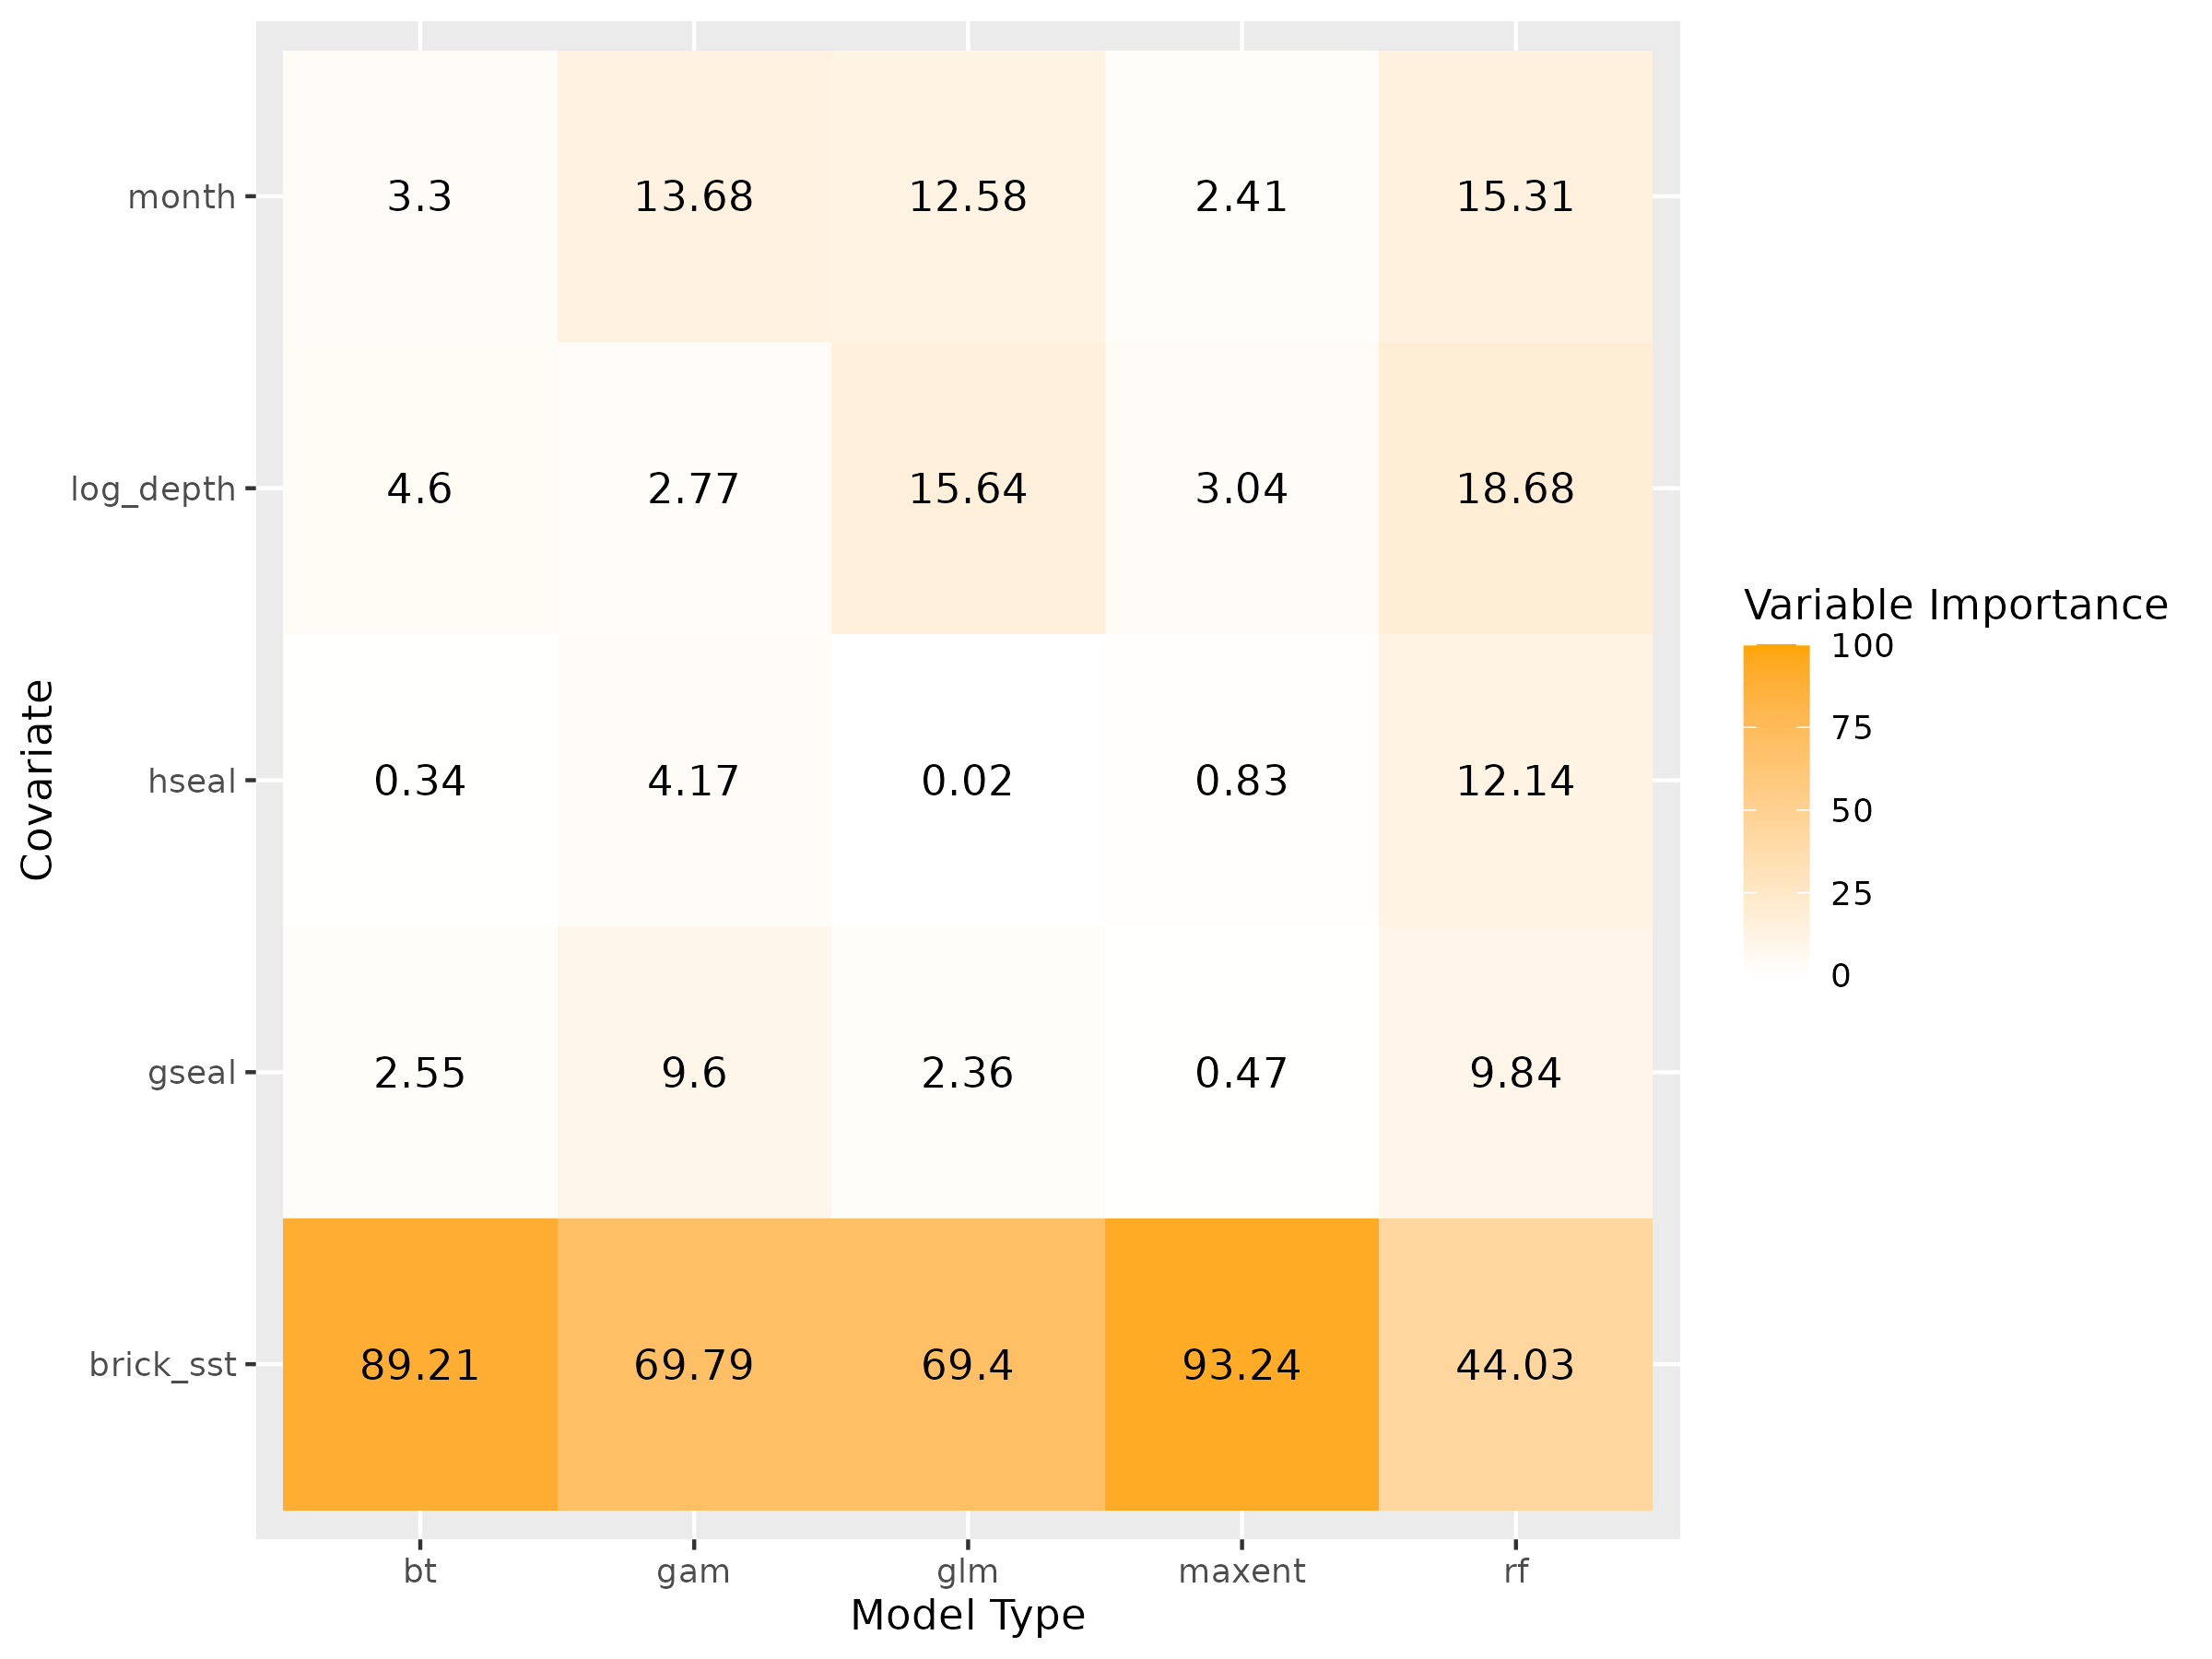 month 3.3 13.68 12.58 2.41 15.31
log_depth 4.6 2.77 15.64 3.04 18.68
hseal 0.34 4.17 0.02 0.83 12.14
gseal 2.55 9.6 2.36 0.47 9.84
brick_sst 89.21 69.79 69.4 93.24 44.03
bt gam glm maxent rf
Model Type
Covariate
Variable Importance
100
75
50
25
0